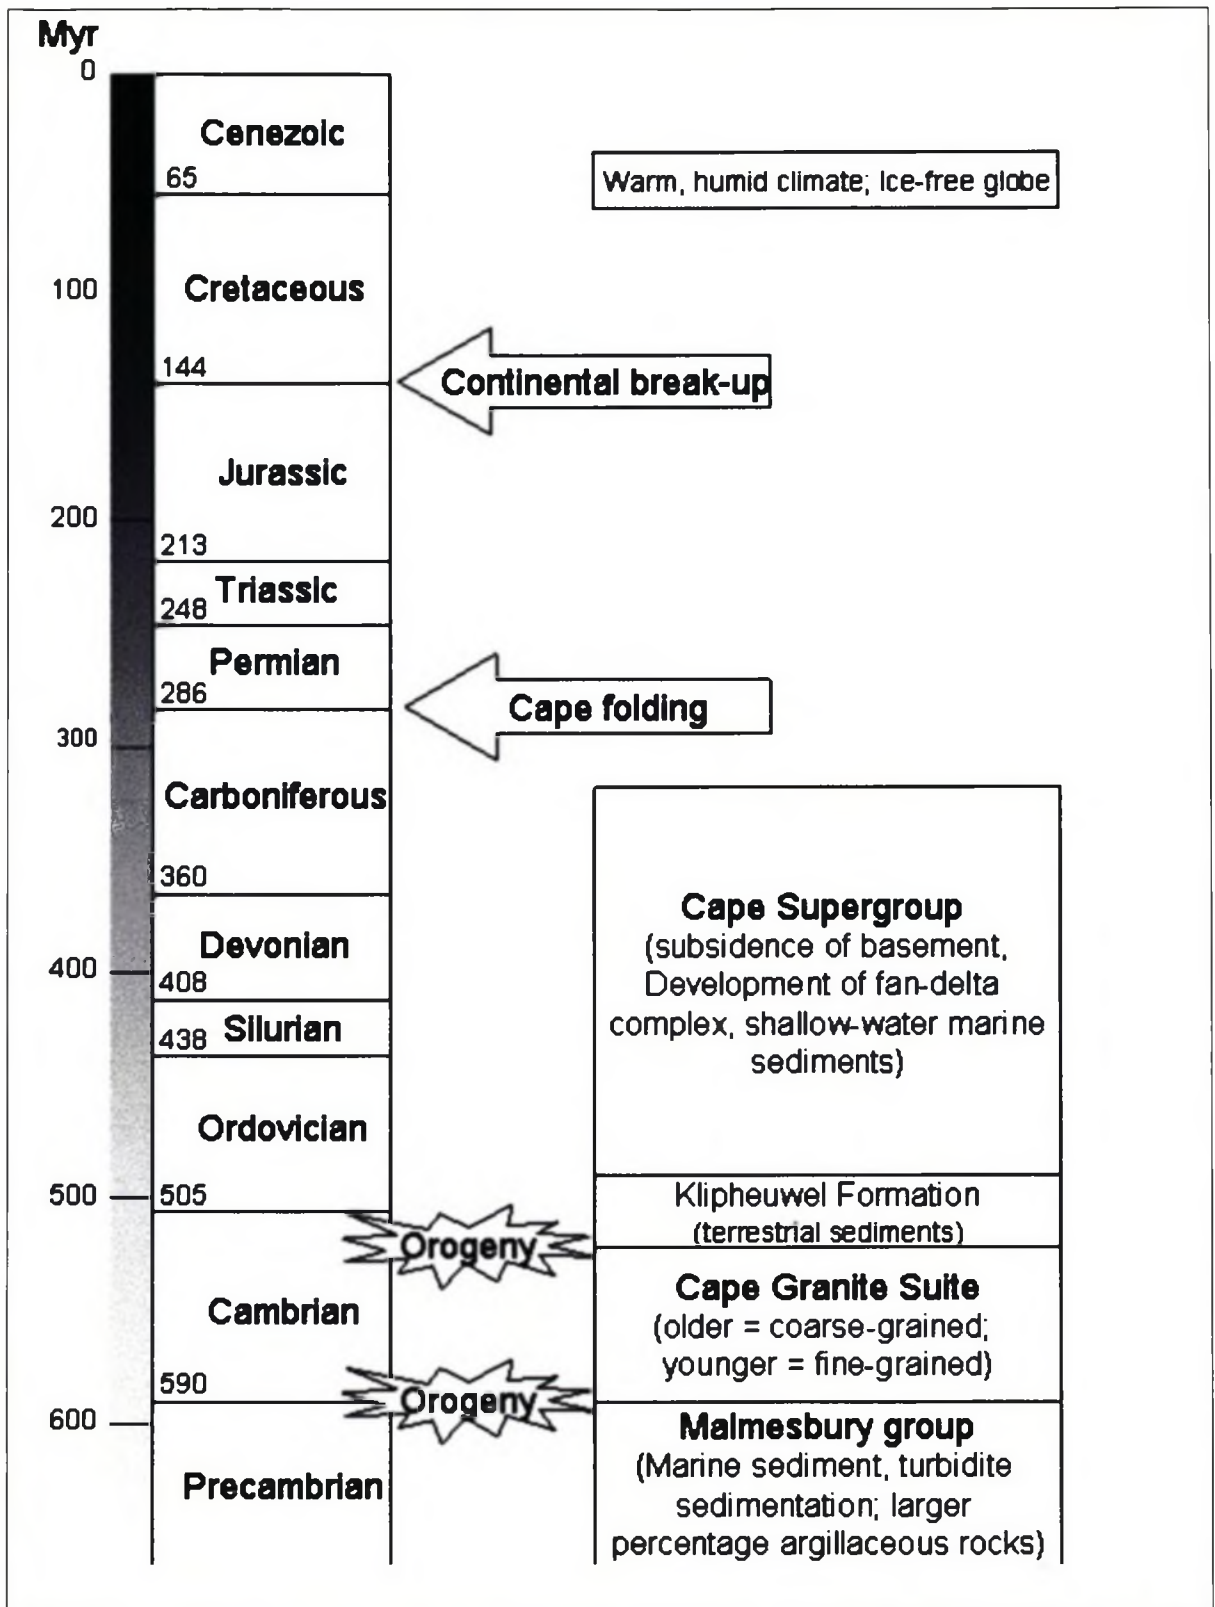 Myr
0
Cenezoic
65
Warm, humid climate; Ice-free globe
100
Cretaceous
144
Continental break-up
Jurassic
200
213
Triassic
248
Permian
286
Cape folding
300
Carboniferous
360
Cape Supergroup
(subsidence of basement,
Development of fan-delta
complex, shallow-water marine
sediments)
Devonian
400
408
Silurian
438
Ordovician
500
505
Klipheuwel Formation
(terrestrial sediments)
Orogeny
Cape Granite Suite
(older = coarse-grained;
younger = fine-grained)
Cambrian
590
Orogeny
600
Malmesbury group
(Marine sediment, turbidite
sedimentation; larger
percentage argillaceous rocks)
Precambrian